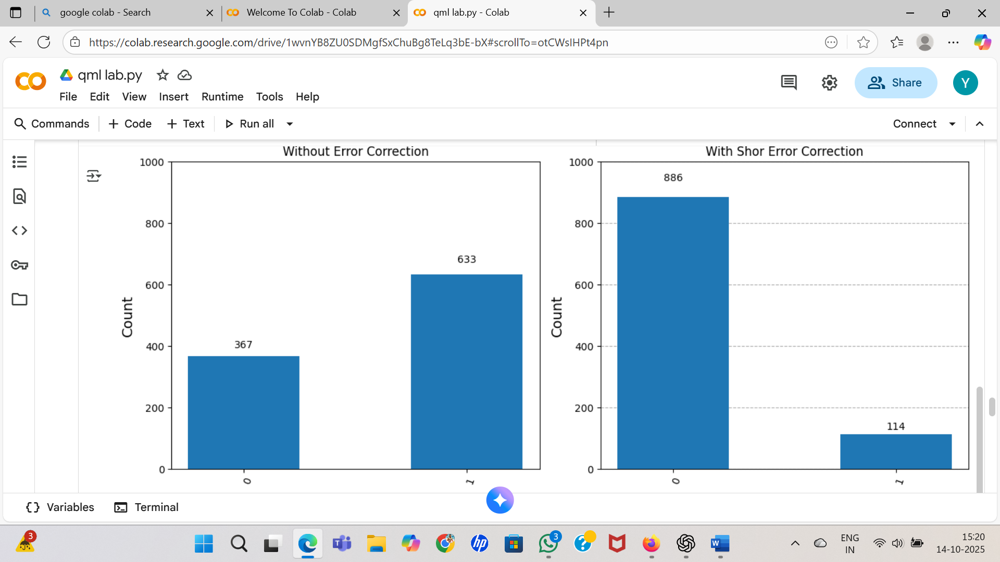 google colab - Search
Welcome To Colab - Colab
qml lab.py - Colab
https://colab.research.google.com/drive/1wvnYB8ZU0SDMgfSxChuBg8TeLq3bE-bX#scrollTo=otCWslHPt4pn
qml lab.py
File Edit View Insert Runtime Tools Help
Share
Y
Commands + Code + Text Run all
Connect
Without Error Correction
1000
800
600
400
200
0
Count
367
633
0
1
With Shor Error Correction
1000
800
600
400
200
0
Count
886
114
0
1
Variables
Terminal
3
T
hp
3
?
W
ENG
IN
15:20
14-10-2025